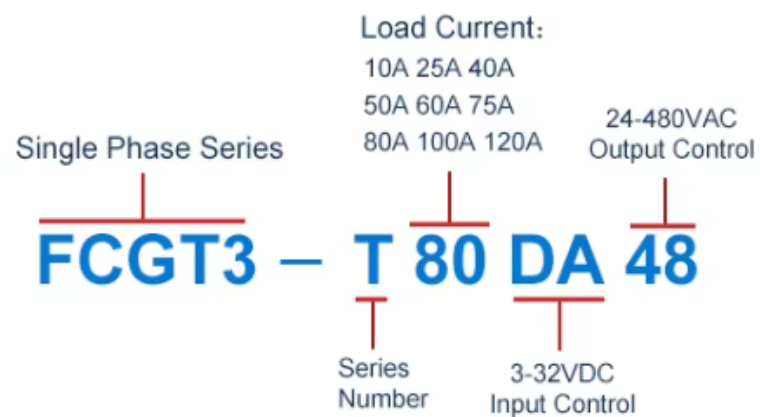 Load Current：
10A 25A 40A
50A 60A 75A
80A 100A 120A
24-480VAC
Output Control
Single Phase Series
FCGT3 – T 80 DA 48
Series
Number
3-32VDC
Input Control